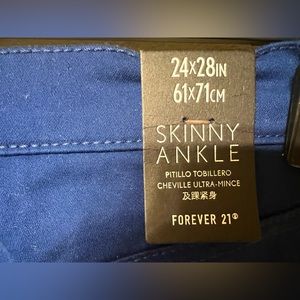 24X28IN
61X71CM
SKINNY
ANKLE
PITILLO TOBILLERO
CHEVILLE ULTRA-MINCE
及踝紧身
FOREVER 21®